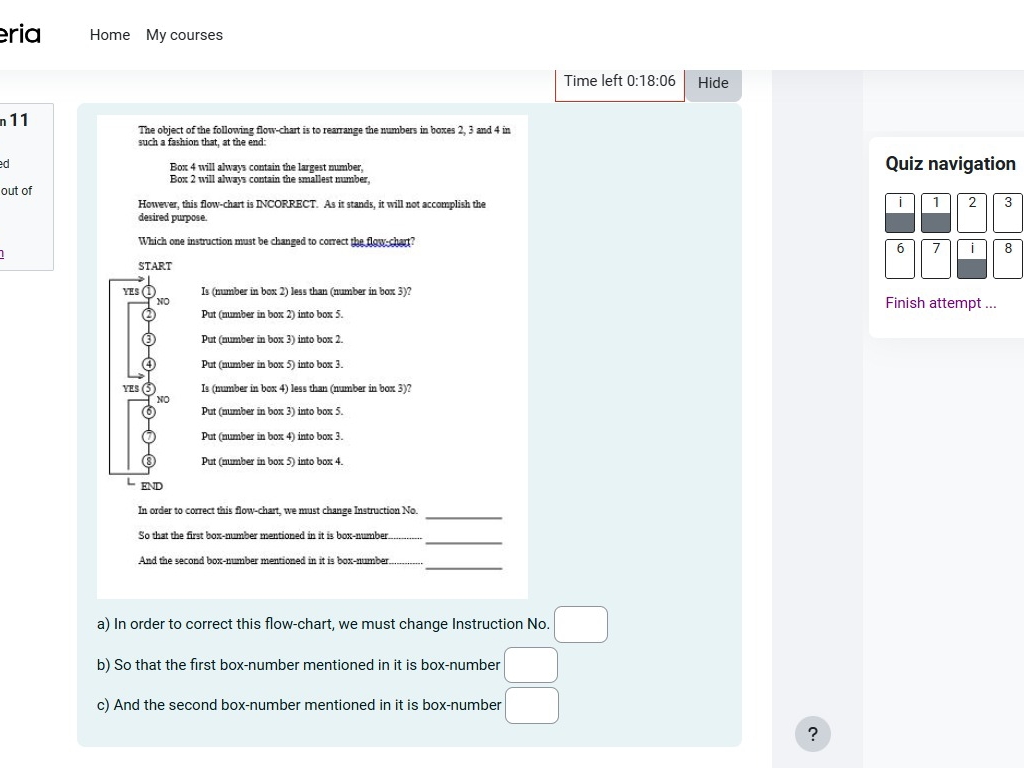 eria
Home My courses
Time left 0:18:06 Hide
n 11
ed
out of
n
The object of the following flow-chart is to rearrange the numbers in boxes 2, 3 and 4 in
such a fashion that, at the end:
Box 4 will always contain the largest number,
Box 2 will always contain the smallest number,
However, this flow-chart is INCORRECT. As it stands, it will not accomplish the
desired purpose.
Which one instruction must be changed to correct the flow-chart?
START
YES 1 Is (number in box 2) less than (number in box 3)?
NO
2 Put (number in box 2) into box 5.
3 Put (number in box 3) into box 2.
4 Put (number in box 5) into box 3.
YES 5 Is (number in box 4) less than (number in box 3)?
NO
6 Put (number in box 3) into box 5.
7 Put (number in box 4) into box 3.
8 Put (number in box 5) into box 4.
END
In order to correct this flow-chart, we must change Instruction No.
So that the first box-number mentioned in it is box-number.............
And the second box-number mentioned in it is box-number.............
a) In order to correct this flow-chart, we must change Instruction No.
b) So that the first box-number mentioned in it is box-number
c) And the second box-number mentioned in it is box-number
Quiz navigation
i 1 2 3
6 7 i 8
Finish attempt ...
?